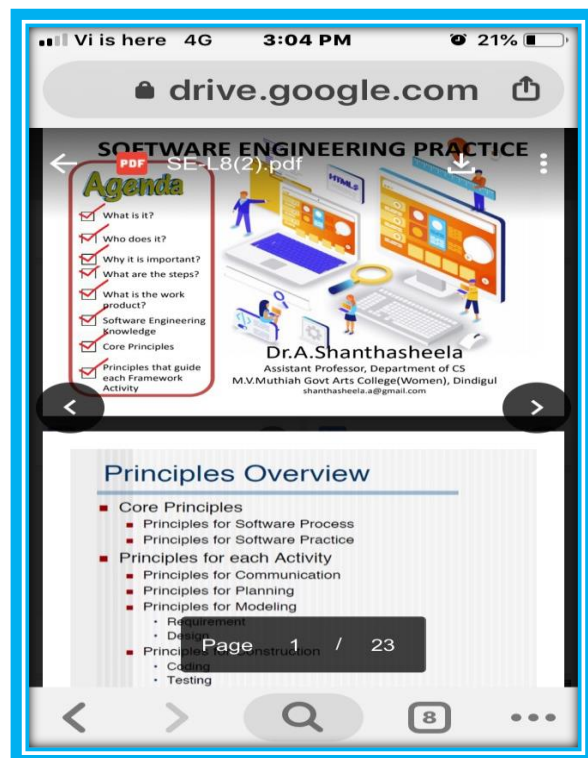 Vi is here 4G 3:04 PM 21%
drive.google.com
SOFTWARE ENGINEERING PRACTICE
PDF SE-L8(2).pdf
Agenda
What is it?
Who does it?
Why it is important?
What are the steps?
What is the work
product?
Software Engineering
Knowledge
Core Principles
Principles that guide
each Framework
Activity
HTML5
Dr.A.Shanthasheela
Assistant Professor, Department of CS
M.V.Muthiah Govt Arts College(Women), Dindigul
shanthasheela.a@gmail.com
Principles Overview
Core Principles
Principles for Software Process
Principles for Software Practice
Principles for each Activity
Principles for Communication
Principles for Planning
Principles for Modeling
Requirement
Design
Principles for Construction
Coding
Testing
Page 1 / 23
8